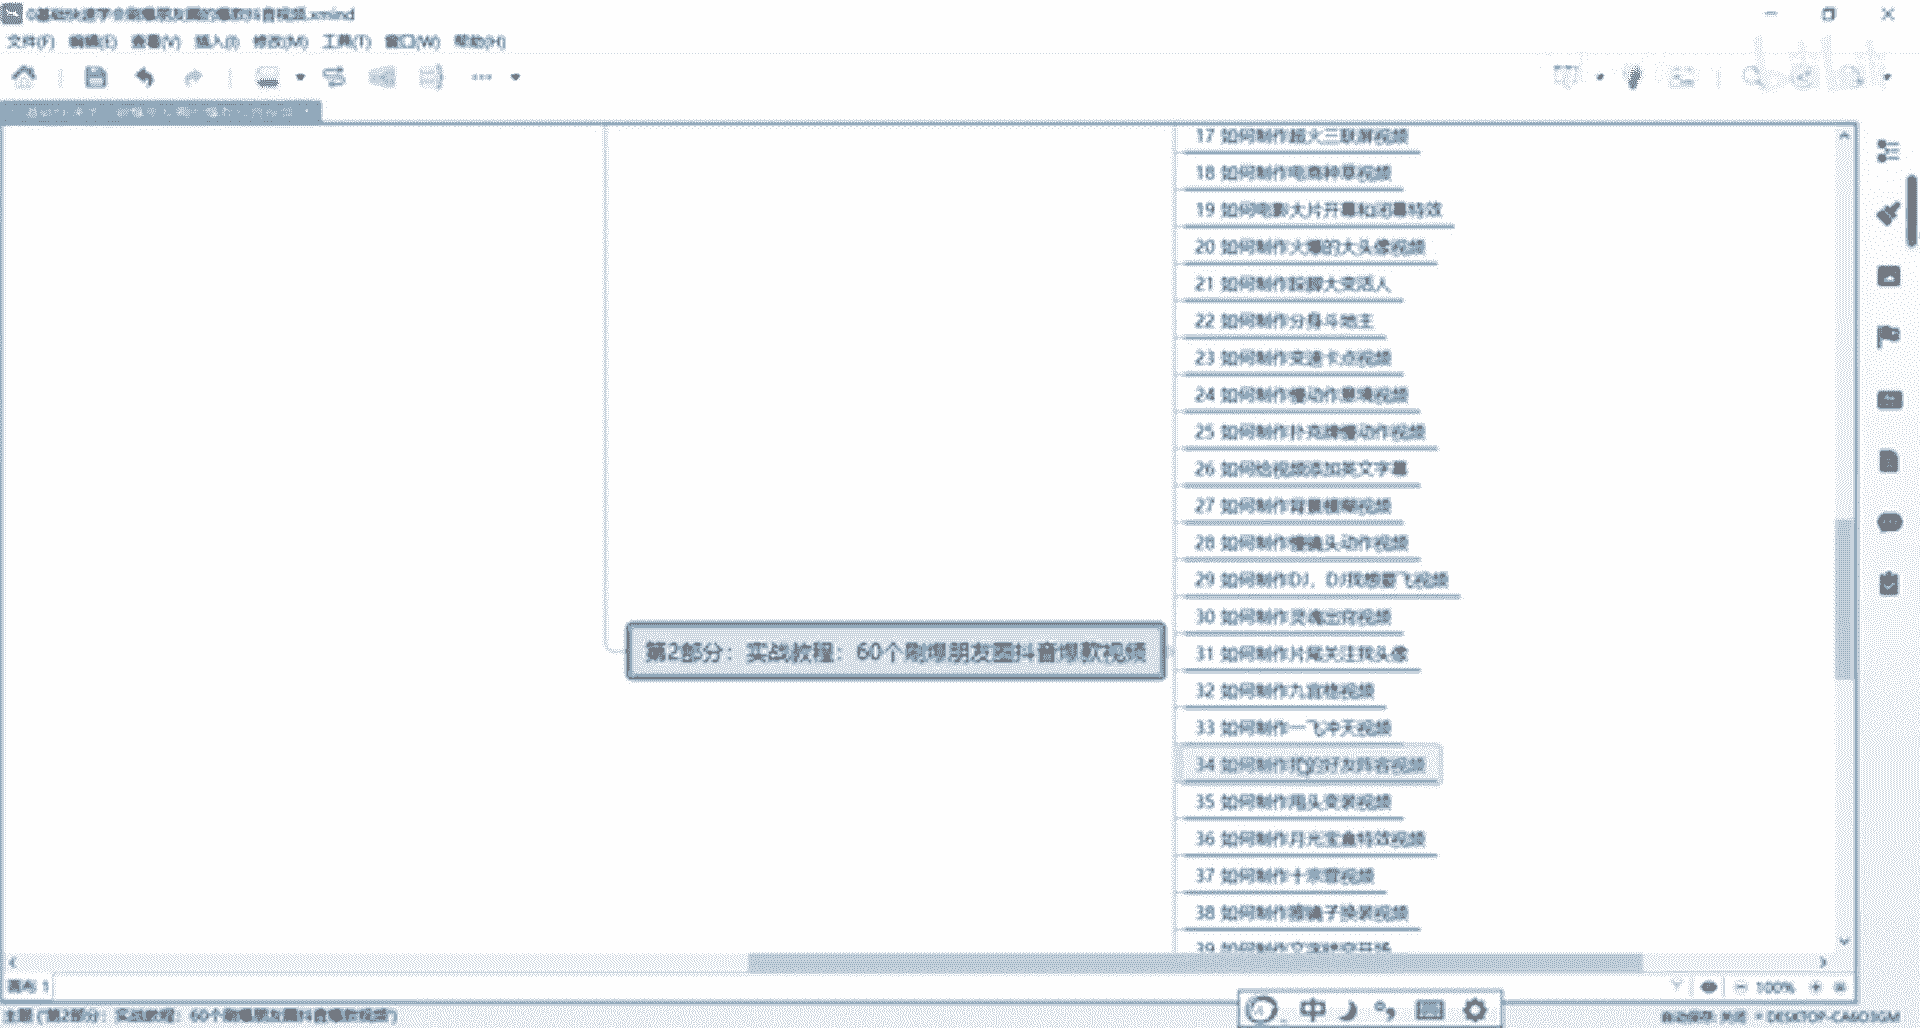 0基础快速学会刷爆朋友圈的爆款抖音视频.xmind
文件(F) 编辑(E) 查看(V) 插入(I) 修改(M) 工具(T) 窗口(W) 帮助(H)
17 如何制作超火三联屏视频
18 如何制作电商种草视频
19 如何电影大片开幕和闭幕特效
20 如何制作火爆的大头像视频
21 如何制作跺脚大变活人
22 如何制作分身斗地主
23 如何制作变速卡点视频
24 如何制作慢动作视频
25 如何制作扑克牌慢动作视频
26 如何给视频添加英文字幕
27 如何制作背景模糊视频
28 如何制作慢镜头动作视频
29 如何制作DJ，DJ我想要飞视频
30 如何制作灵魂出窍视频
31 如何制作片尾关注我头像
32 如何制作九宫格视频
33 如何制作一飞冲天视频
第2部分：实战教程：60个刷爆朋友圈抖音爆款视频
34 如何制作好友阵容视频
35 如何制作甩头变装视频
36 如何制作月光宝盒特效视频
37 如何制作十宗罪视频
38 如何制作擦镜子换装视频
39 如何制作
画布 1
100%
主题 ("第2部分：实战教程：60个刷爆朋友圈抖音爆款视频")
中
自动保存: 关闭
DESKTOP-CA6O3GM